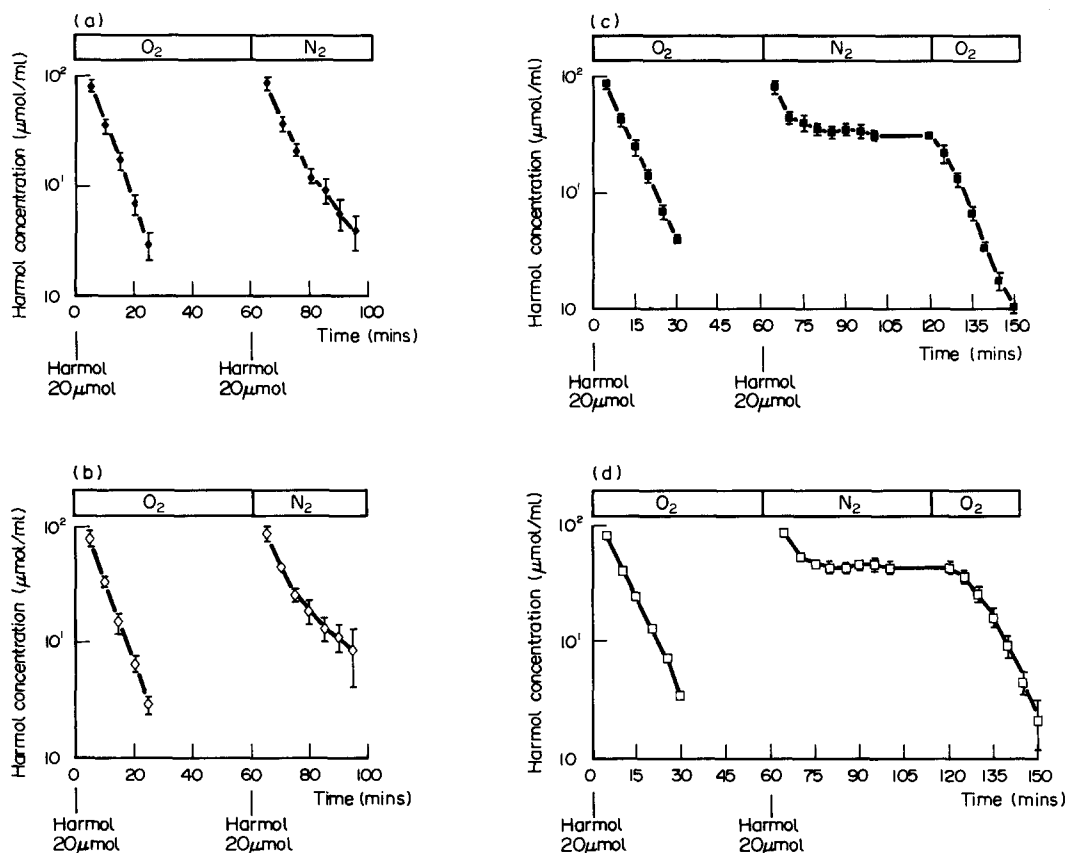 (a)
O₂ N₂
Harmol concentration (μmol/ml)
10²
10¹
10
0 20 40 60 80 100
Time (mins)
Harmol
20μmol
Harmol
20μmol
(c)
O₂ N₂ O₂
Harmol concentration (μmol/ml)
10²
10¹
10
0 15 30 45 60 75 90 105 120 135 150
Time (mins)
Harmol
20μmol
Harmol
20μmol
(b)
O₂ N₂
Harmol concentration (μmol/ml)
10²
10¹
10
0 20 40 60 80 100
Time (mins)
Harmol
20μmol
Harmol
20μmol
(d)
O₂ N₂ O₂
Harmol concentration (μmol/ml)
10²
10¹
10
0 15 30 45 60 75 90 105 120 135 150
Time (mins)
Harmol
20μmol
Harmol
20μmol